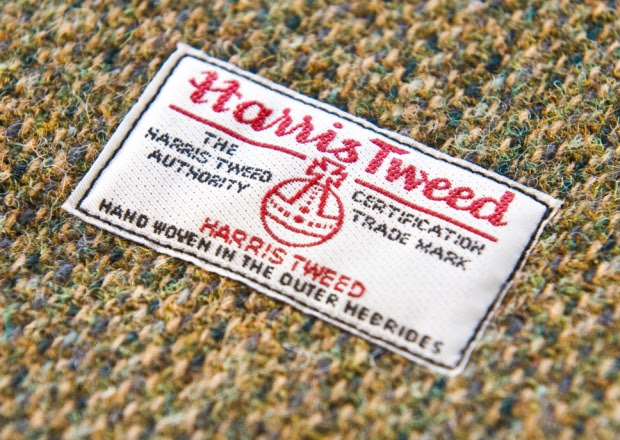 Harris Tweed
THE
HARRIS TWEED
AUTHORITY
CERTIFICATION
TRADE MARK
HARRIS TWEED
HAND WOVEN IN THE OUTER HEBRIDES